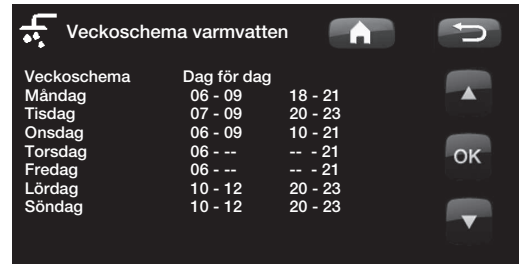 Veckoschema varmvatten
Veckoschema Dag för dag
Måndag 06 - 09 18 - 21
Tisdag 07 - 09 20 - 23
Onsdag 06 - 09 10 - 21
Torsdag 06 - -- -- - 21
Fredag 06 - -- -- - 21
Lördag 10 - 12 20 - 23
Söndag 10 - 12 20 - 23
OK